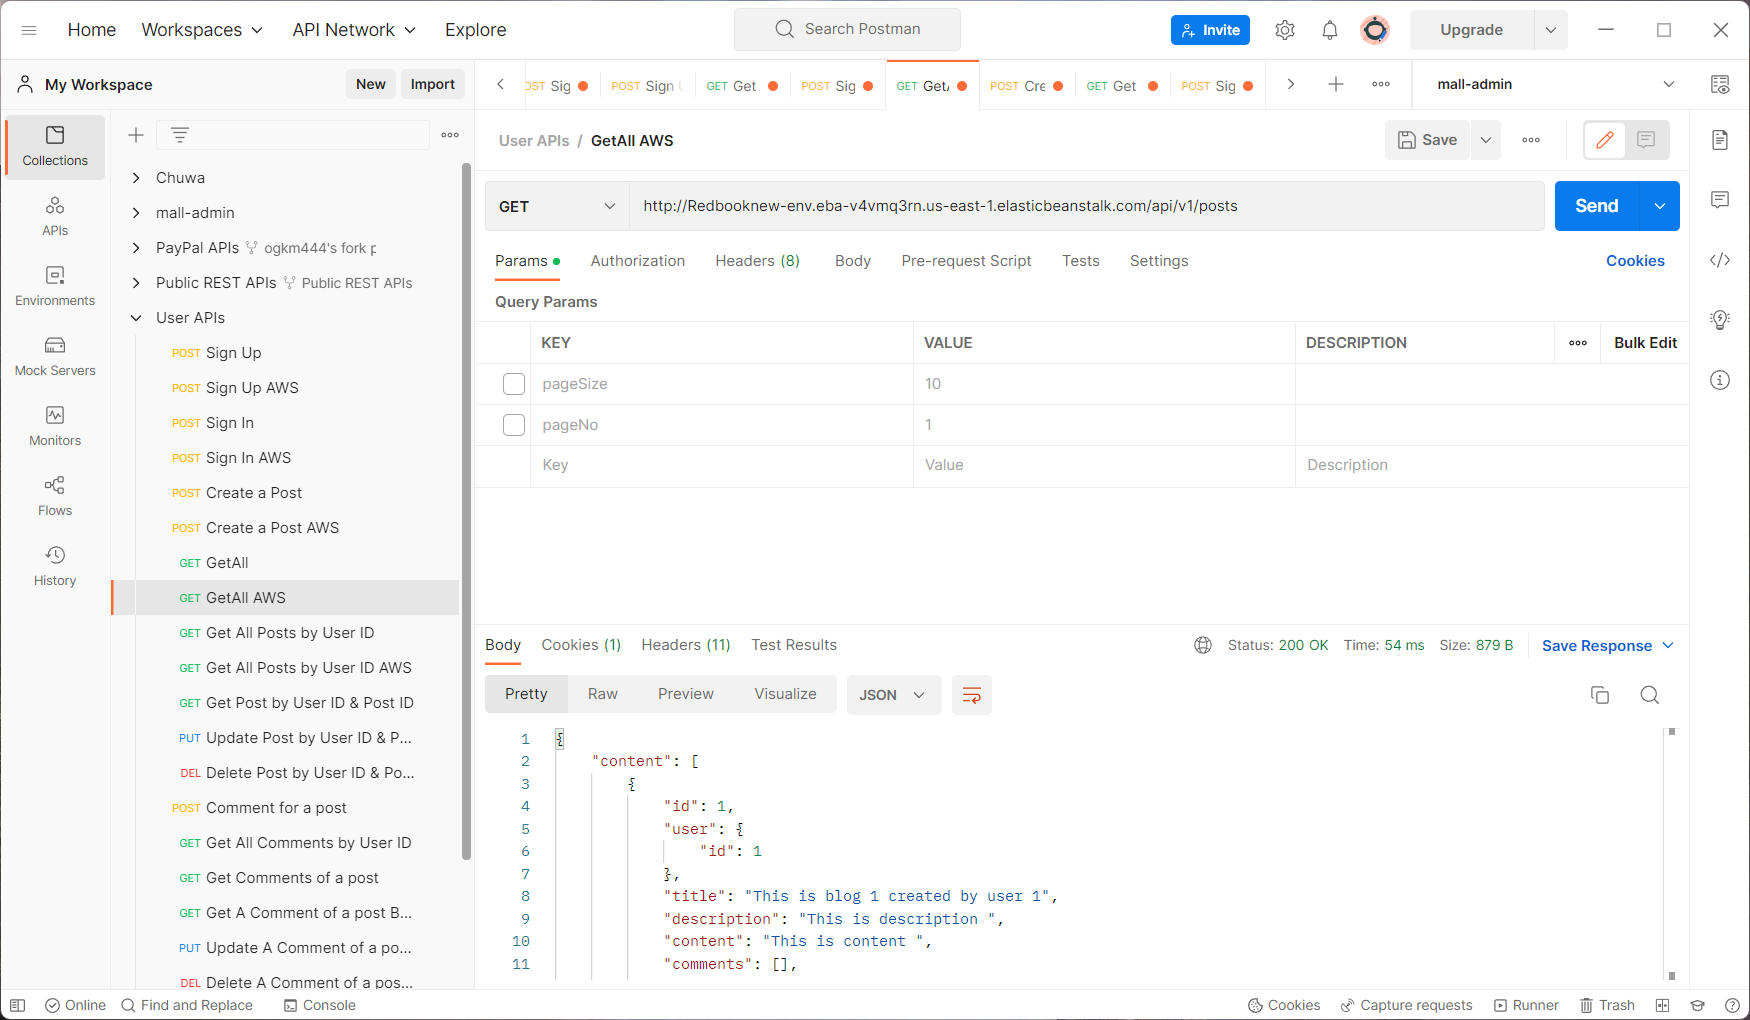 Home Workspaces API Network Explore Search Postman Invite Upgrade
My Workspace New Import
OST Sig POST Sign GET Get POST Sig GET GetA POST Cre GET Get POST Sig mall-admin
Collections
APIs
Environments
Mock Servers
Monitors
Flows
History
Chuwa
mall-admin
PayPal APIs ogkm444's fork p
Public REST APIs Public REST APIs
User APIs
POST Sign Up
POST Sign Up AWS
POST Sign In
POST Sign In AWS
POST Create a Post
POST Create a Post AWS
GET GetAll
GET GetAll AWS
GET Get All Posts by User ID
GET Get All Posts by User ID AWS
GET Get Post by User ID & Post ID
PUT Update Post by User ID & P...
DEL Delete Post by User ID & Po...
POST Comment for a post
GET Get All Comments by User ID
GET Get Comments of a post
GET Get A Comment of a post B...
PUT Update A Comment of a po...
DEL Delete A Comment of a pos...
User APIs / GetAll AWS Save
GET http://Redbooknew-env.eba-v4vmq3rn.us-east-1.elasticbeanstalk.com/api/v1/posts Send
Params Authorization Headers (8) Body Pre-request Script Tests Settings Cookies
Query Params
KEY VALUE DESCRIPTION Bulk Edit
pageSize 10
pageNo 1
Key Value Description
Body Cookies (1) Headers (11) Test Results Status: 200 OK Time: 54 ms Size: 879 B Save Response
Pretty Raw Preview Visualize JSON
1 {
2 "content": [
3 {
4 "id": 1,
5 "user": {
6 "id": 1
7 },
8 "title": "This is blog 1 created by user 1",
9 "description": "This is description ",
10 "content": "This is content ",
11 "comments": [],
Online Find and Replace Console Cookies Capture requests Runner Trash